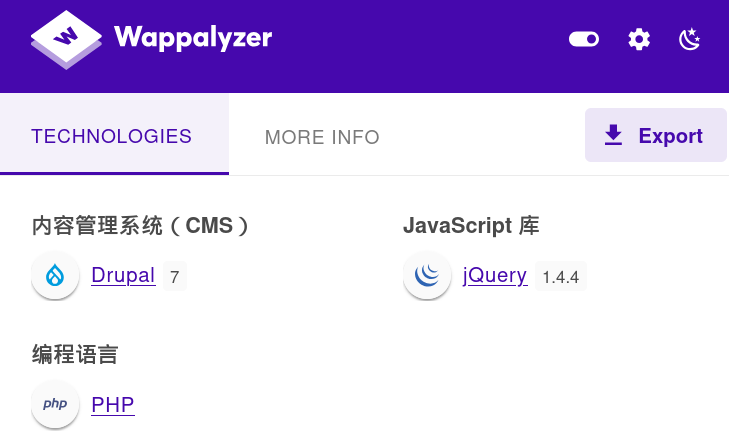 Wappalyzer
TECHNOLOGIES
MORE INFO
Export
内容管理系统（CMS）
Drupal 7
JavaScript 库
jQuery 1.4.4
编程语言
php PHP